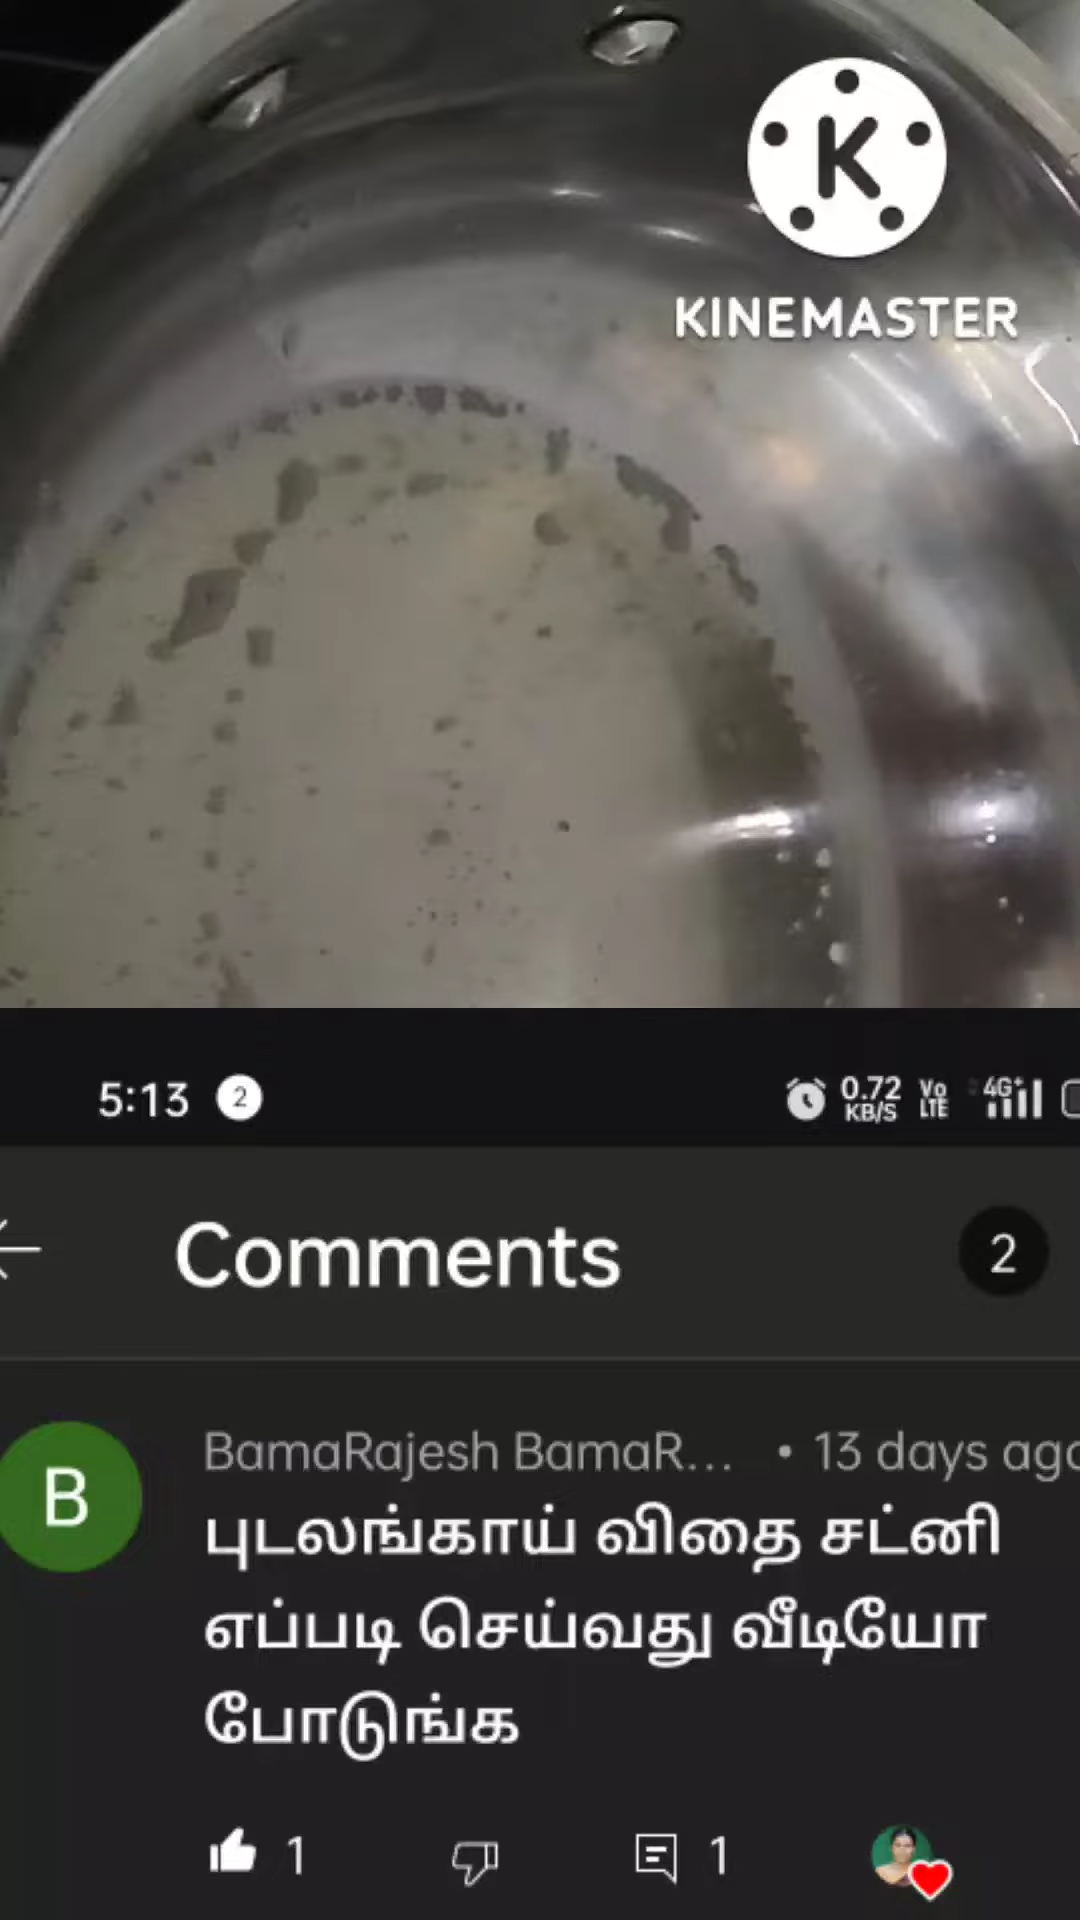 K
KINEMASTER
5:13 2 0.72 KB/S Vo LTE 4G+
Comments 2
B
BamaRajesh BamaR... • 13 days ago
புடலங்காய் விதை சட்னி
எப்படி செய்வது வீடியோ
போடுங்க
1 1